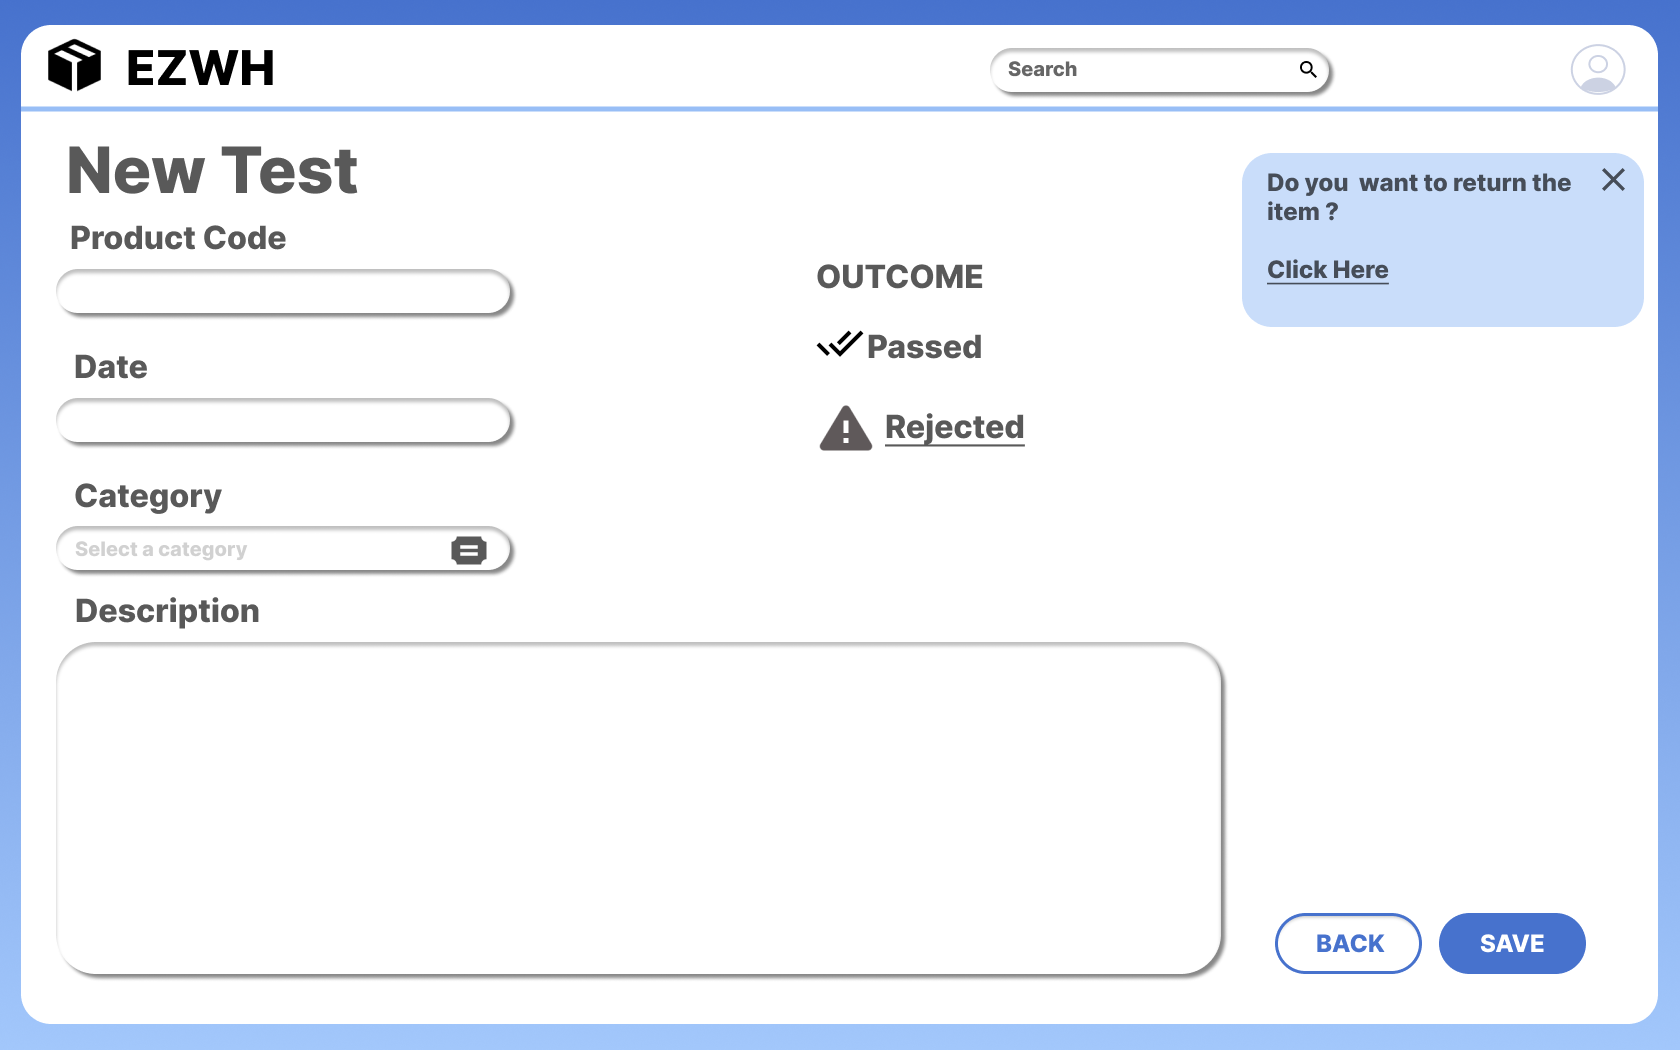 EZWH
Search
New Test
Product Code
Date
Category
Select a category
Description
OUTCOME
Passed
Rejected
Do you  want to return the
item ?
Click Here
BACK
SAVE